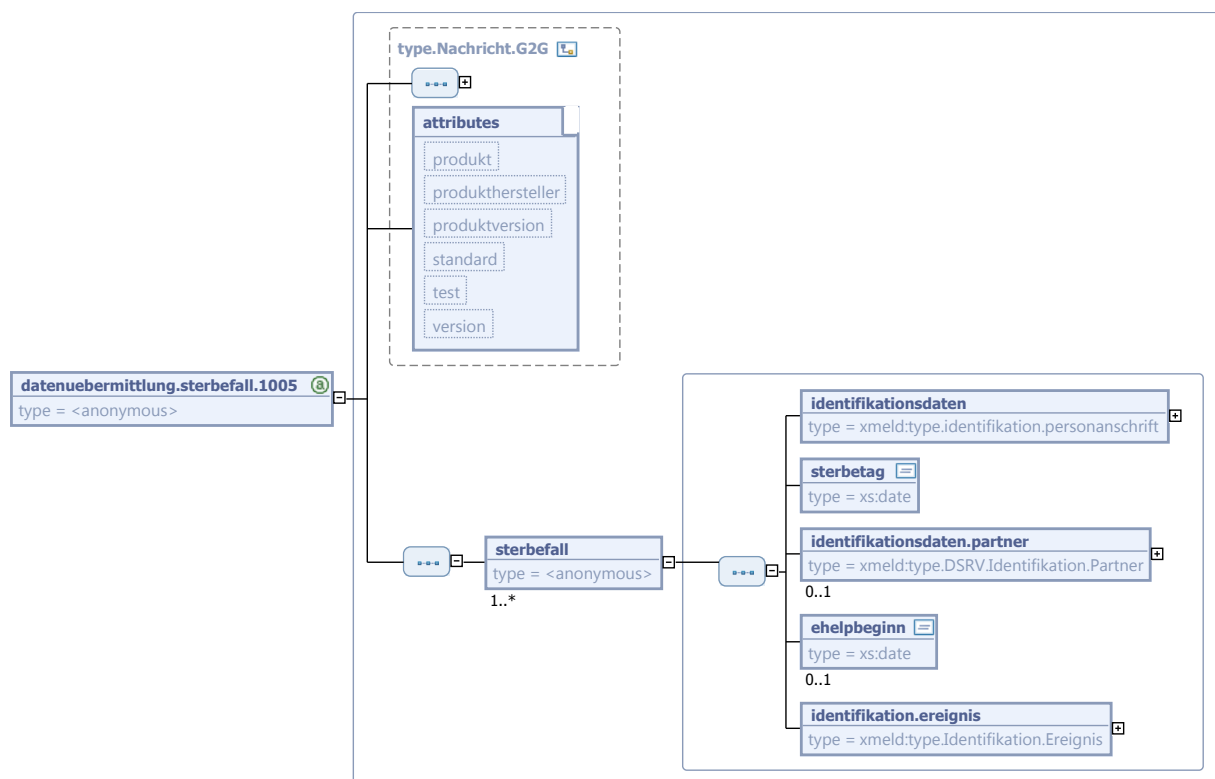 type.Nachricht.G2G
attributes
produkt
produkthersteller
produktversion
standard
test
version
datenuebermittlung.sterbefall.1005
type = <anonymous>
sterbefall
type = <anonymous>
1..*
identifikationsdaten
type = xmeld:type.identifikation.personanschrift
sterbetag
type = xs:date
identifikationsdaten.partner
type = xmeld:type.DSRV.Identifikation.Partner
0..1
ehelpbeginn
type = xs:date
0..1
identifikation.ereignis
type = xmeld:type.Identifikation.Ereignis